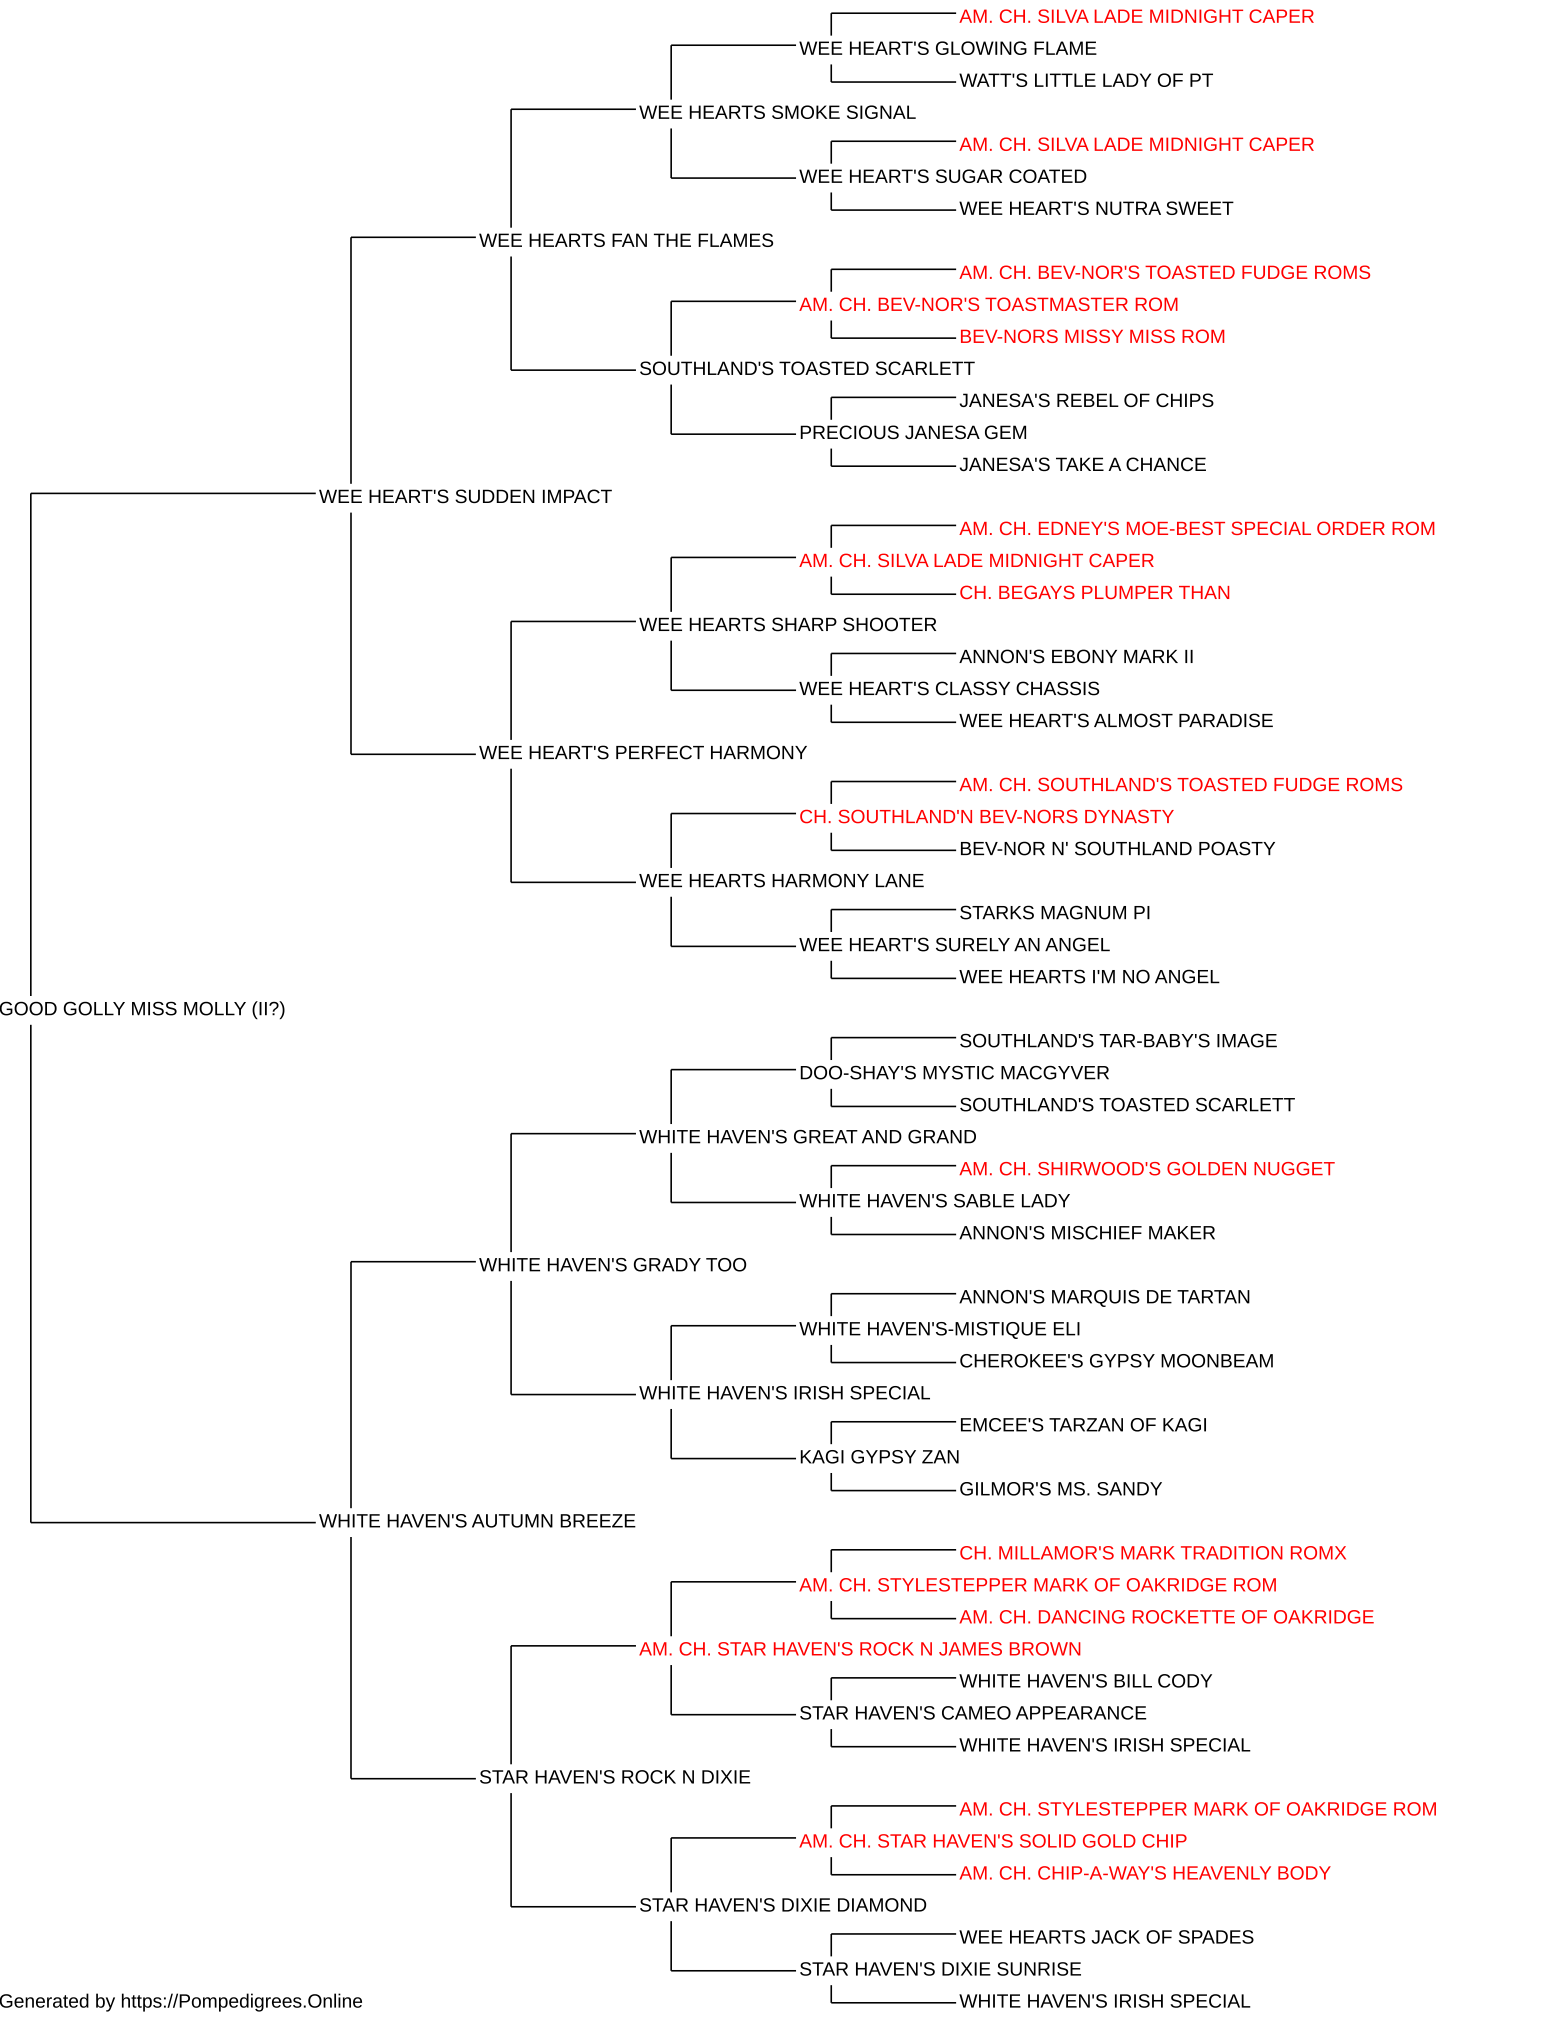 AM. CH. SILVA LADE MIDNIGHT CAPER
WEE HEART'S GLOWING FLAME
WATT'S LITTLE LADY OF PT
WEE HEARTS SMOKE SIGNAL
AM. CH. SILVA LADE MIDNIGHT CAPER
WEE HEART'S SUGAR COATED
WEE HEART'S NUTRA SWEET
WEE HEARTS FAN THE FLAMES
AM. CH. BEV-NOR'S TOASTED FUDGE ROMS
AM. CH. BEV-NOR'S TOASTMASTER ROM
BEV-NORS MISSY MISS ROM
SOUTHLAND'S TOASTED SCARLETT
JANESA'S REBEL OF CHIPS
PRECIOUS JANESA GEM
JANESA'S TAKE A CHANCE
WEE HEART'S SUDDEN IMPACT
AM. CH. EDNEY'S MOE-BEST SPECIAL ORDER ROM
AM. CH. SILVA LADE MIDNIGHT CAPER
CH. BEGAYS PLUMPER THAN
WEE HEARTS SHARP SHOOTER
ANNON'S EBONY MARK II
WEE HEART'S CLASSY CHASSIS
WEE HEART'S ALMOST PARADISE
WEE HEART'S PERFECT HARMONY
AM. CH. SOUTHLAND'S TOASTED FUDGE ROMS
CH. SOUTHLAND'N BEV-NORS DYNASTY
BEV-NOR N' SOUTHLAND POASTY
WEE HEARTS HARMONY LANE
STARKS MAGNUM PI
WEE HEART'S SURELY AN ANGEL
WEE HEARTS I'M NO ANGEL
GOOD GOLLY MISS MOLLY (II?)
SOUTHLAND'S TAR-BABY'S IMAGE
DOO-SHAY'S MYSTIC MACGYVER
SOUTHLAND'S TOASTED SCARLETT
WHITE HAVEN'S GREAT AND GRAND
AM. CH. SHIRWOOD'S GOLDEN NUGGET
WHITE HAVEN'S SABLE LADY
ANNON'S MISCHIEF MAKER
WHITE HAVEN'S GRADY TOO
ANNON'S MARQUIS DE TARTAN
WHITE HAVEN'S-MISTIQUE ELI
CHEROKEE'S GYPSY MOONBEAM
WHITE HAVEN'S IRISH SPECIAL
EMCEE'S TARZAN OF KAGI
KAGI GYPSY ZAN
GILMOR'S MS. SANDY
WHITE HAVEN'S AUTUMN BREEZE
CH. MILLAMOR'S MARK TRADITION ROMX
AM. CH. STYLESTEPPER MARK OF OAKRIDGE ROM
AM. CH. DANCING ROCKETTE OF OAKRIDGE
AM. CH. STAR HAVEN'S ROCK N JAMES BROWN
WHITE HAVEN'S BILL CODY
STAR HAVEN'S CAMEO APPEARANCE
WHITE HAVEN'S IRISH SPECIAL
STAR HAVEN'S ROCK N DIXIE
AM. CH. STYLESTEPPER MARK OF OAKRIDGE ROM
AM. CH. STAR HAVEN'S SOLID GOLD CHIP
AM. CH. CHIP-A-WAY'S HEAVENLY BODY
STAR HAVEN'S DIXIE DIAMOND
WEE HEARTS JACK OF SPADES
STAR HAVEN'S DIXIE SUNRISE
WHITE HAVEN'S IRISH SPECIAL
Generated by https://Pompedigrees.Online